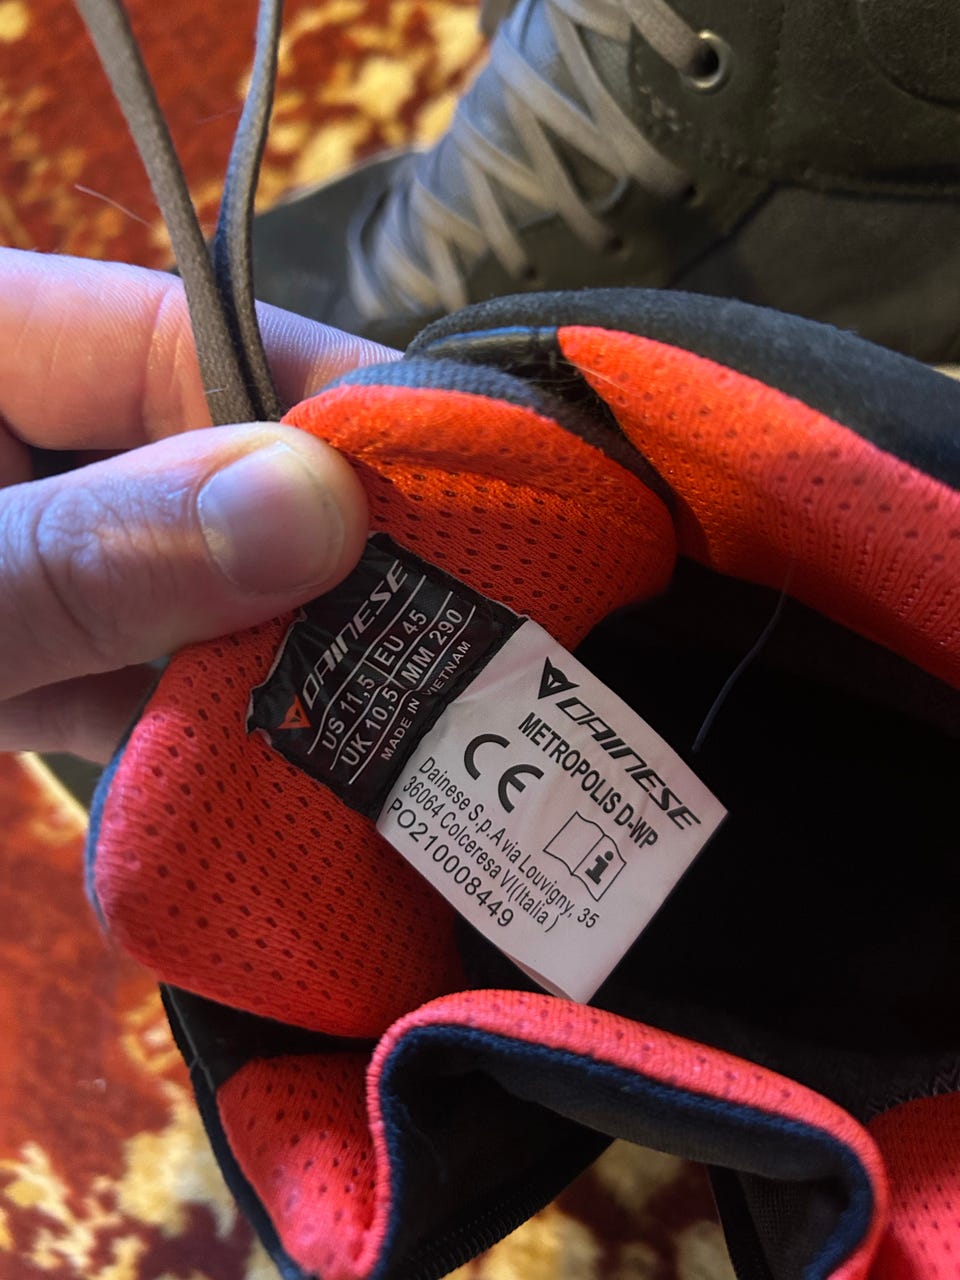 DAINESE
US 11,5 EU 45
UK 10,5 MM 290
MADE IN VIETNAM
DAINESE
METROPOLIS D-WP
CE
i
Dainese S.p.A via Louvigny, 35
36064 Colceresa VI(Italia)
PO210008449